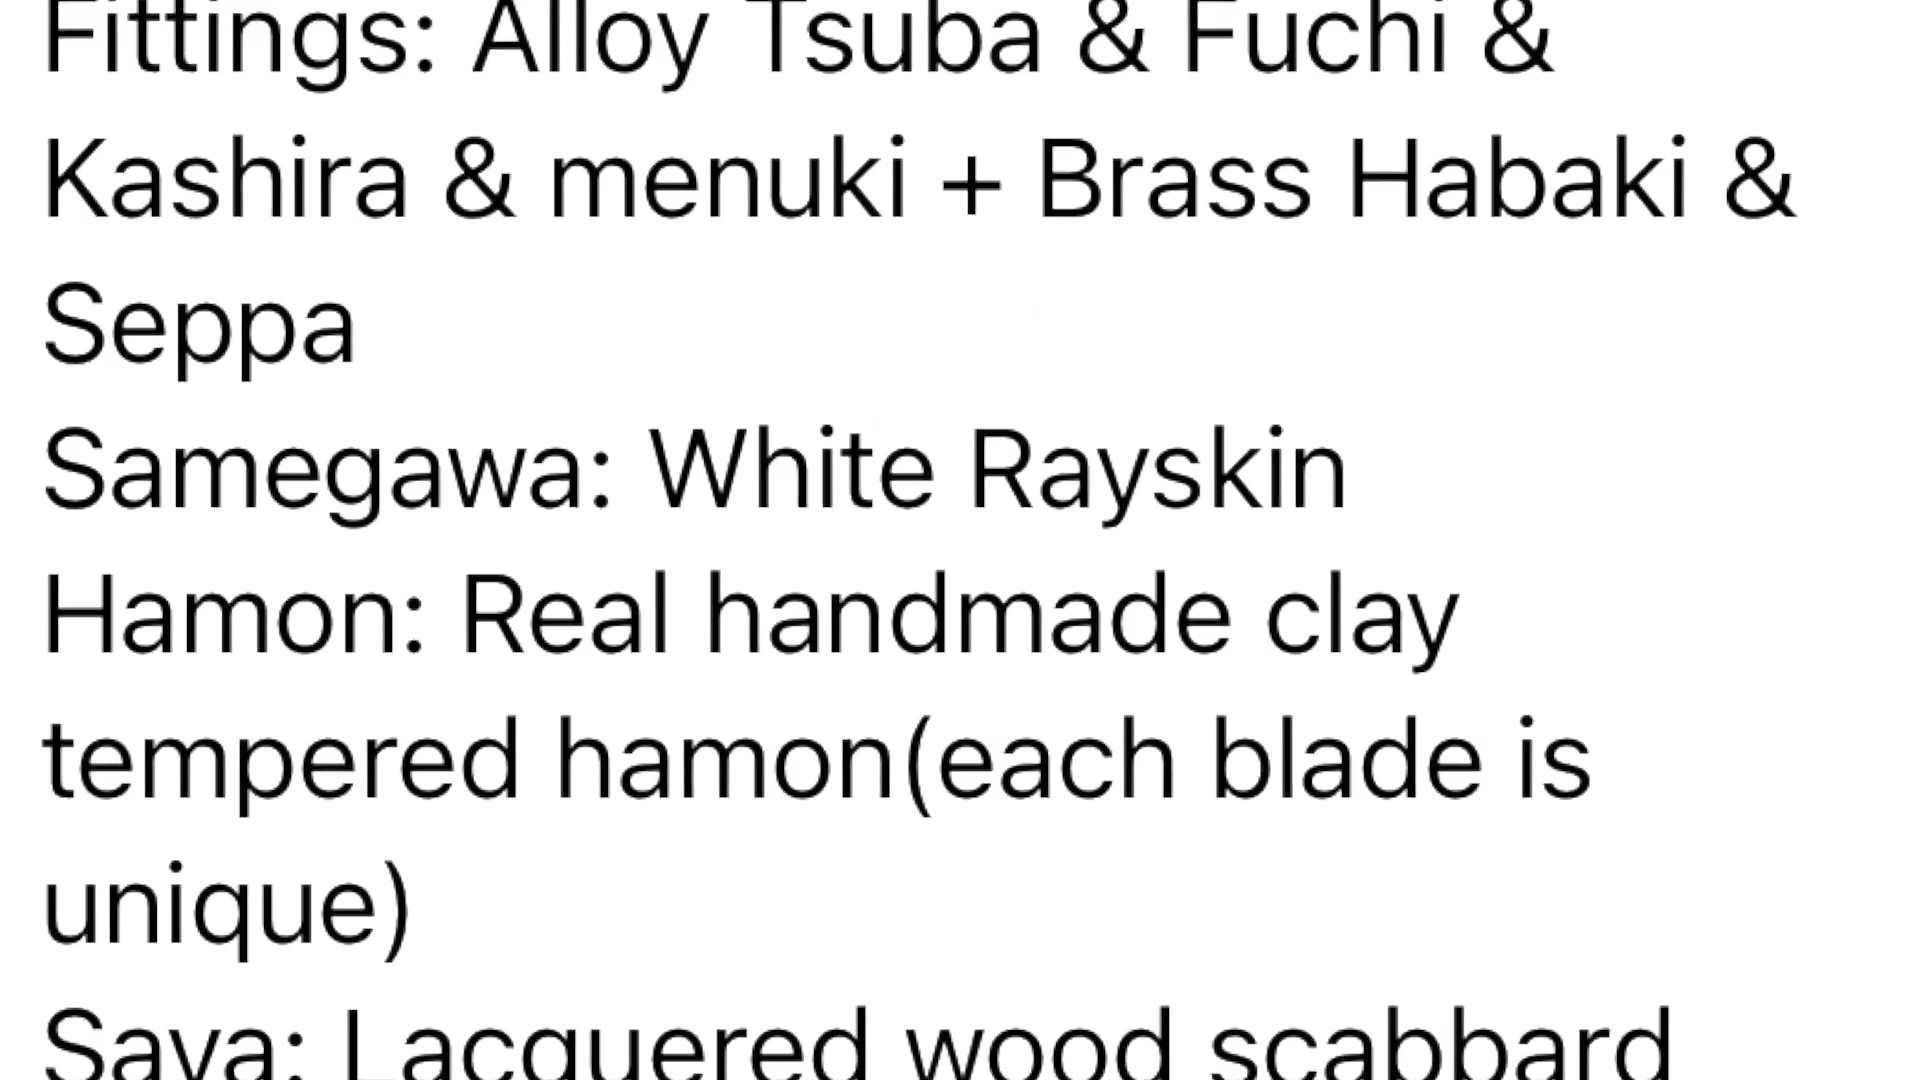 Fittings: Alloy Tsuba & Fuchi &
Kashira & menuki + Brass Habaki &
Seppa
Samegawa: White Rayskin
Hamon: Real handmade clay
tempered hamon(each blade is
unique)
Saya: Lacquered wood scabbard